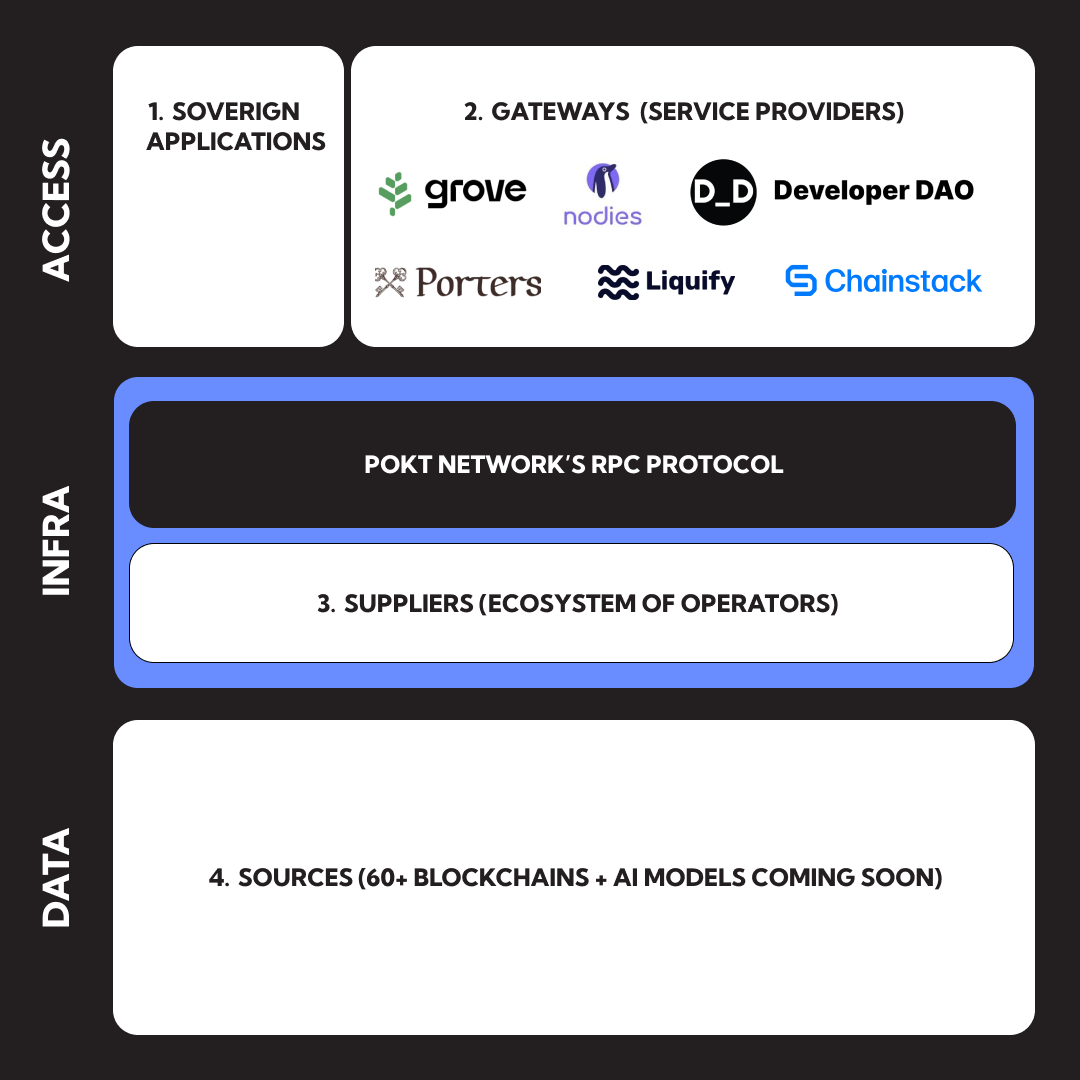 ACCESS
1. SOVERIGN
APPLICATIONS
2. GATEWAYS (SERVICE PROVIDERS)
grove
nodies
D_D Developer DAO
Porters
Liquify
Chainstack
INFRA
POKT NETWORK’S RPC PROTOCOL
3. SUPPLIERS (ECOSYSTEM OF OPERATORS)
DATA
4. SOURCES (60+ BLOCKCHAINS + AI MODELS COMING SOON)